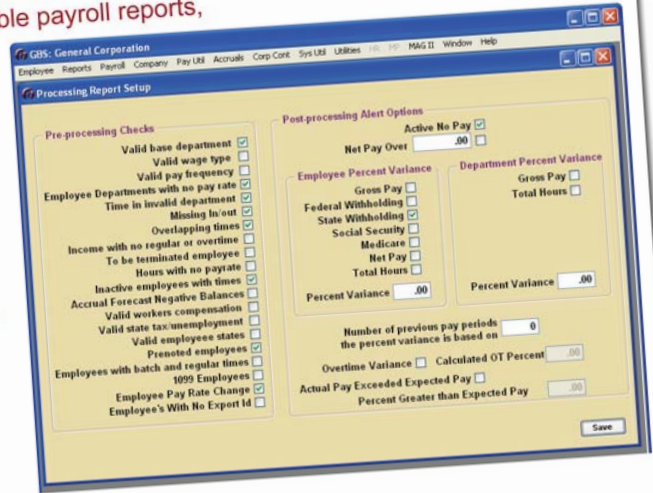 ble payroll reports,
GBS: General Corporation
Employee Reports Payroll Company Pay Util Accruals Corp Cont Sys Util Utilities HR MP MAG II Window Help
Processing Report Setup
Pre-processing Checks
Valid base department
Valid wage type
Valid pay frequency
Employee Departments with no pay rate
Time in invalid department
Missing In/out
Overlapping times
Income with no regular or overtime
To be terminated employee
Hours with no payrate
Inactive employees with times
Accrual Forecast Negative Balances
Valid workers compensation
Valid state tax/unemployment
Valid employeee states
Prenoted employees
Employees with batch and regular times
1099 Employees
Employee Pay Rate Change
Employee's With No Export Id
Post-processing Alert Options
Active No Pay
Net Pay Over .00
Employee Percent Variance
Gross Pay
Federal Withholding
State Withholding
Social Security
Medicare
Net Pay
Total Hours
Percent Variance .00
Department Percent Variance
Gross Pay
Total Hours
Percent Variance .00
Number of previous pay periods
the percent variance is based on 0
Overtime Variance Calculated OT Percent .00
Actual Pay Exceeded Expected Pay
Percent Greater than Expected Pay .00
Save